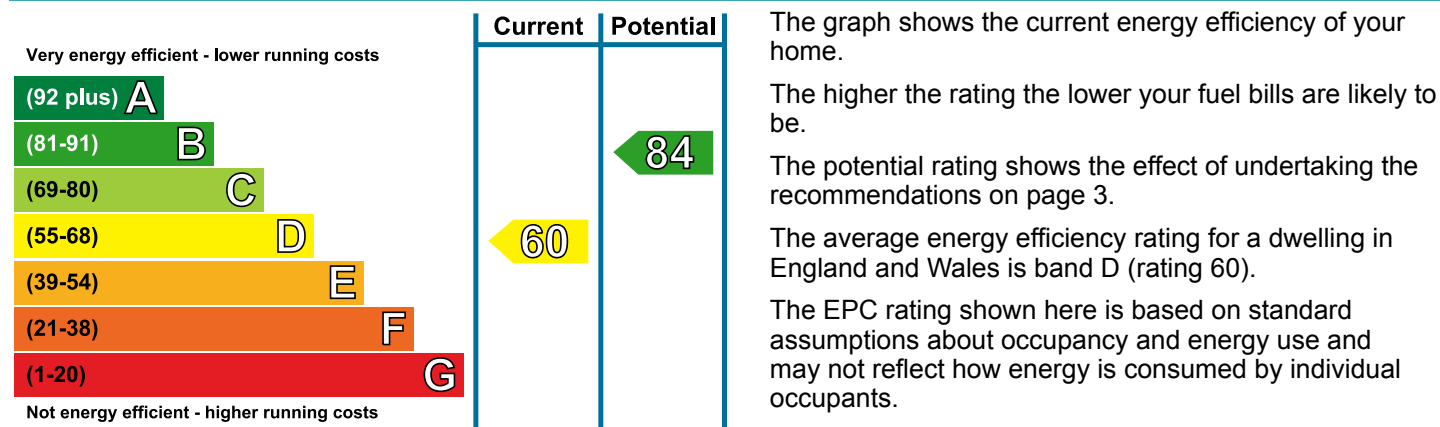 Current Potential
Very energy efficient - lower running costs
(92 plus) A
(81-91) B
84
(69-80) C
(55-68) D
60
(39-54) E
(21-38) F
(1-20) G
Not energy efficient - higher running costs
The graph shows the current energy efficiency of your
home.
The higher the rating the lower your fuel bills are likely to
be.
The potential rating shows the effect of undertaking the
recommendations on page 3.
The average energy efficiency rating for a dwelling in
England and Wales is band D (rating 60).
The EPC rating shown here is based on standard
assumptions about occupancy and energy use and
may not reflect how energy is consumed by individual
occupants.